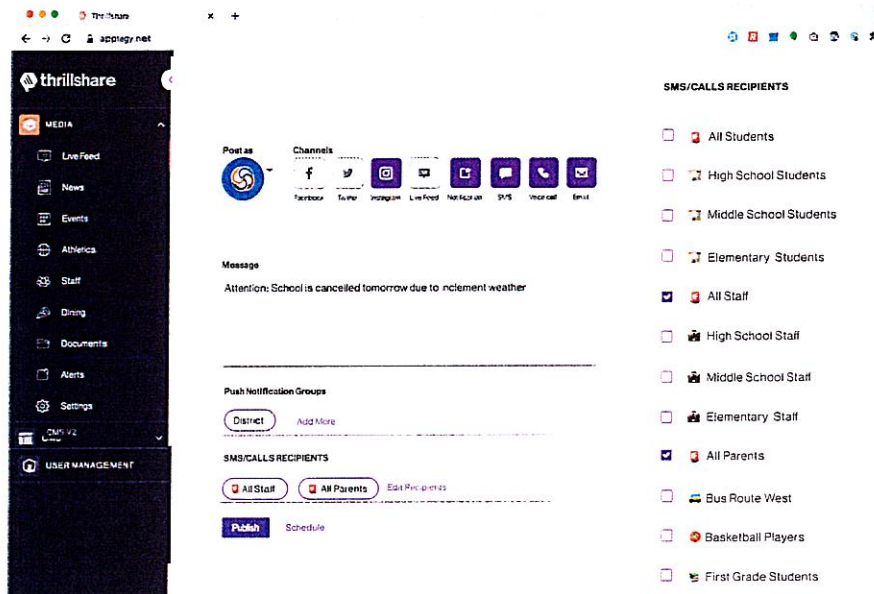 Thrillshare
apptegy.net
thrillshare
MEDIA
Live Feed
News
Events
Athletics
Staff
Dining
Documents
Alerts
Settings
CMS V2
USER MANAGEMENT
Post as
Channels
Facebook
Twitter
Instagram
Live Feed
Notification
SMS
Voice call
Email
Message
Attention: School is cancelled tomorrow due to inclement weather
Push Notification Groups
District
Add More
SMS/CALLS RECIPIENTS
All Staff
All Parents
Edit Recipients
Publish
Schedule
SMS/CALLS RECIPIENTS
All Students
High School Students
Middle School Students
Elementary Students
All Staff
High School Staff
Middle School Staff
Elementary Staff
All Parents
Bus Route West
Basketball Players
First Grade Students